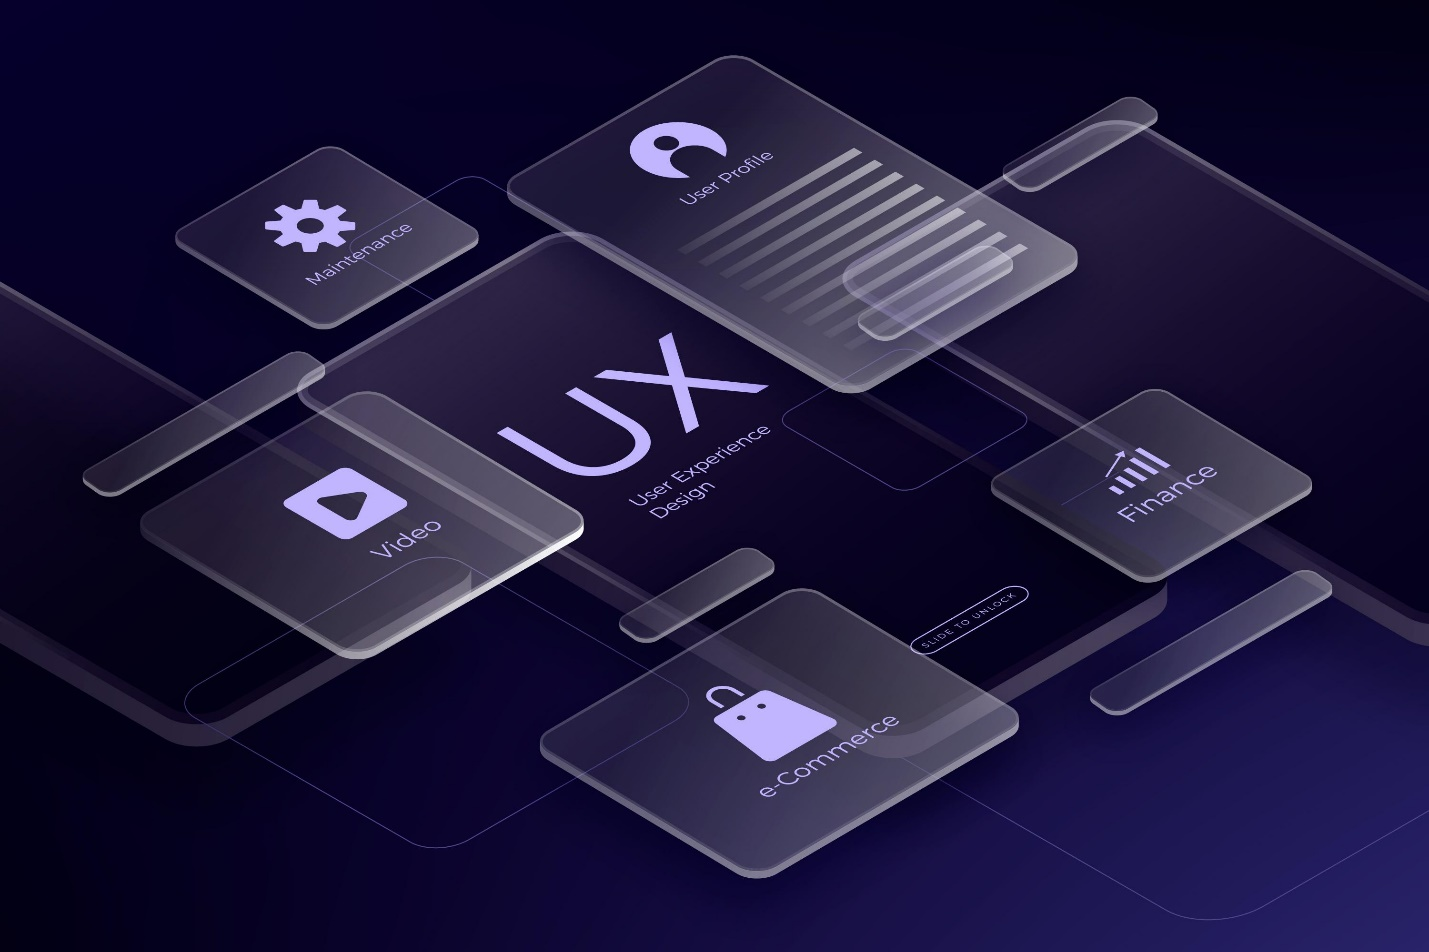 User Profile
Maintenance
UX
User Experience
Design
Video
Finance
SLIDE TO UNLOCK
e-Commerce